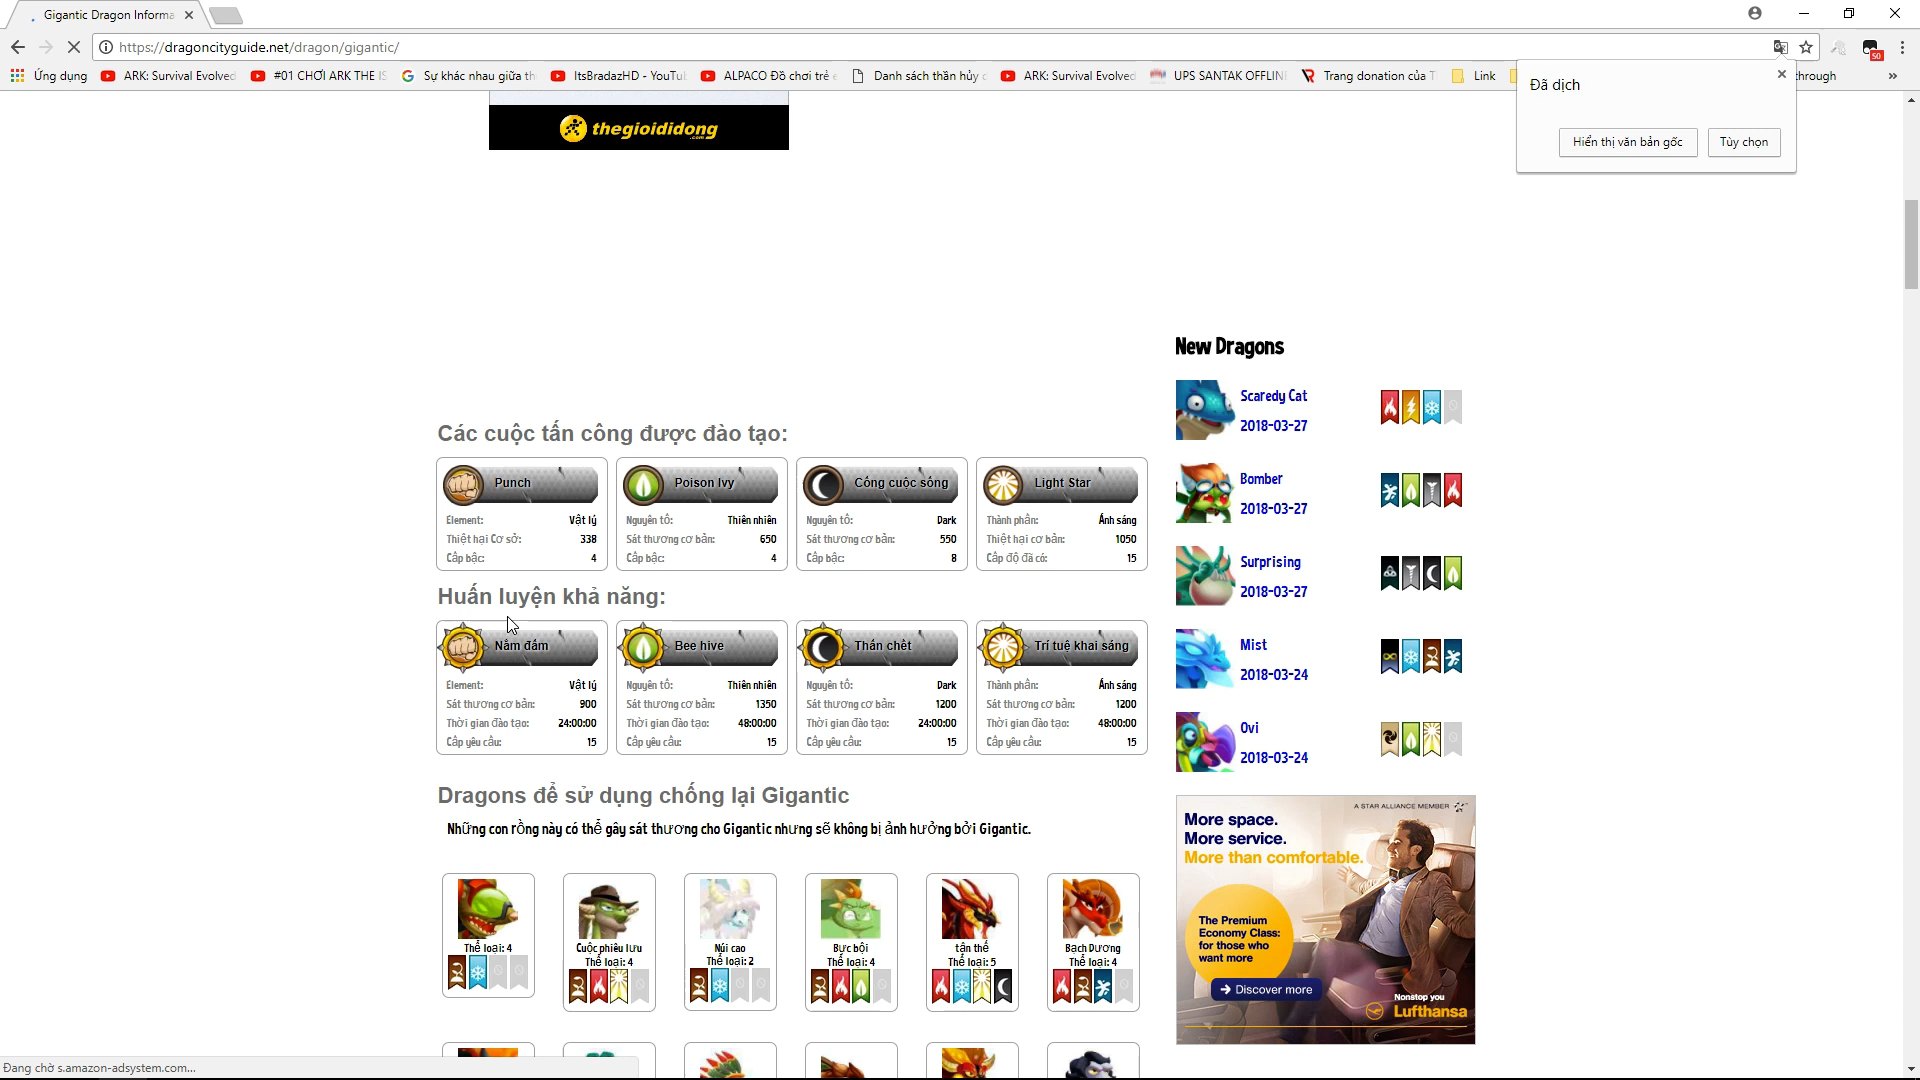 Gigantic Dragon Informa
https://dragoncityguide.net/dragon/gigantic/
50
Ứng dụng
ARK: Survival Evolved
#01 CHƠI ARK THE IS
Sự khác nhau giữa th
ItsBradazHD - YouTu
ALPACO Đồ chơi trẻ e
Danh sách thần hủy
ARK: Survival Evolved
UPS SANTAK OFFLIN
Trang donation của T
Link
through
Đã dịch
Hiển thị văn bản gốc
Tùy chọn
thegioididong
.com
Các cuộc tấn công được đào tạo:
Punch
Element: Vật lý
Thiệt hại Cơ sở: 338
Cấp bậc: 4
Poison Ivy
Nguyên tố: Thiên nhiên
Sát thương cơ bản: 650
Cấp bậc: 4
Cống cuộc sống
Nguyên tố: Dark
Sát thương cơ bản: 550
Cấp bậc: 8
Light Star
Thành phần: Ánh sáng
Thiệt hại cơ bản: 1050
Cấp độ đã có: 15
Huấn luyện khả năng:
Nắm đấm
Element: Vật lý
Sát thương cơ bản: 900
Thời gian đào tạo: 24:00:00
Cấp yêu cầu: 15
Bee hive
Nguyên tố: Thiên nhiên
Sát thương cơ bản: 1350
Thời gian đào tạo: 48:00:00
Cấp yêu cầu: 15
Thần chết
Nguyên tố: Dark
Sát thương cơ bản: 1200
Thời gian đào tạo: 24:00:00
Cấp yêu cầu: 15
Trí tuệ khai sáng
Thành phần: Ánh sáng
Sát thương cơ bản: 1200
Thời gian đào tạo: 48:00:00
Cấp yêu cầu: 15
Dragons để sử dụng chống lại Gigantic
Những con rồng này có thể gây sát thương cho Gigantic nhưng sẽ không bị ảnh hưởng bởi Gigantic.
Thể loại: 4
Cuộc phiêu lưu
Thể loại: 4
Núi cao
Thể loại: 2
Bực bội
Thể loại: 4
tận thế
Thể loại: 5
Bạch Dương
Thể loại: 4
New Dragons
Scaredy Cat
2018-03-27
Bomber
2018-03-27
Surprising
2018-03-27
Mist
2018-03-24
Ovi
2018-03-24
A STAR ALLIANCE MEMBER
More space.
More service.
More than comfortable.
The Premium
Economy Class:
for those who
want more
Discover more
Nonstop you
Lufthansa
Đang chờ s.amazon-adsystem.com...